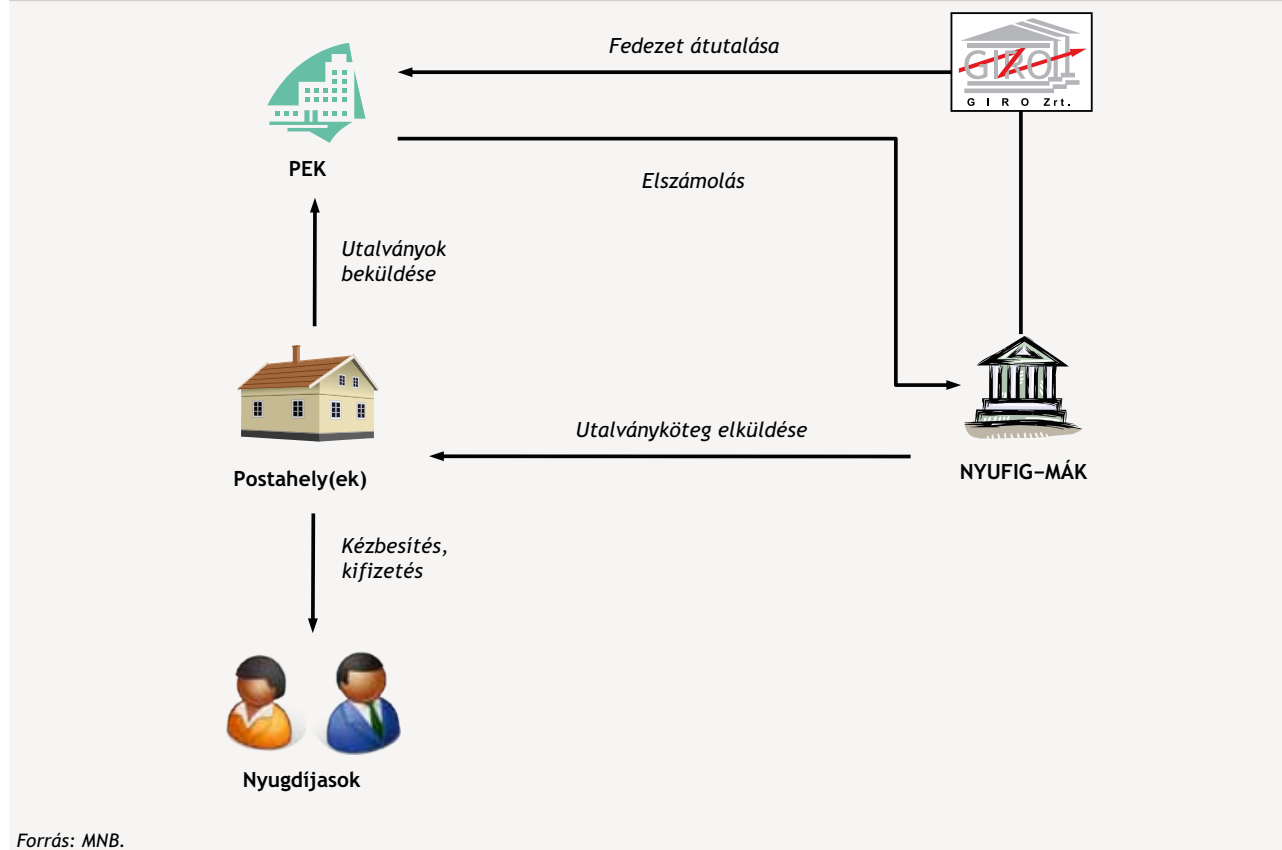 Fedezet átutalása
GIRO
G I R O Zrt.
PEK
Elszámolás
Utalványok
beküldése
Utalványköteg elküldése
Postahely(ek)
NYUFIG–MÁK
Kézbesítés,
kifizetés
Nyugdíjasok
Forrás: MNB.